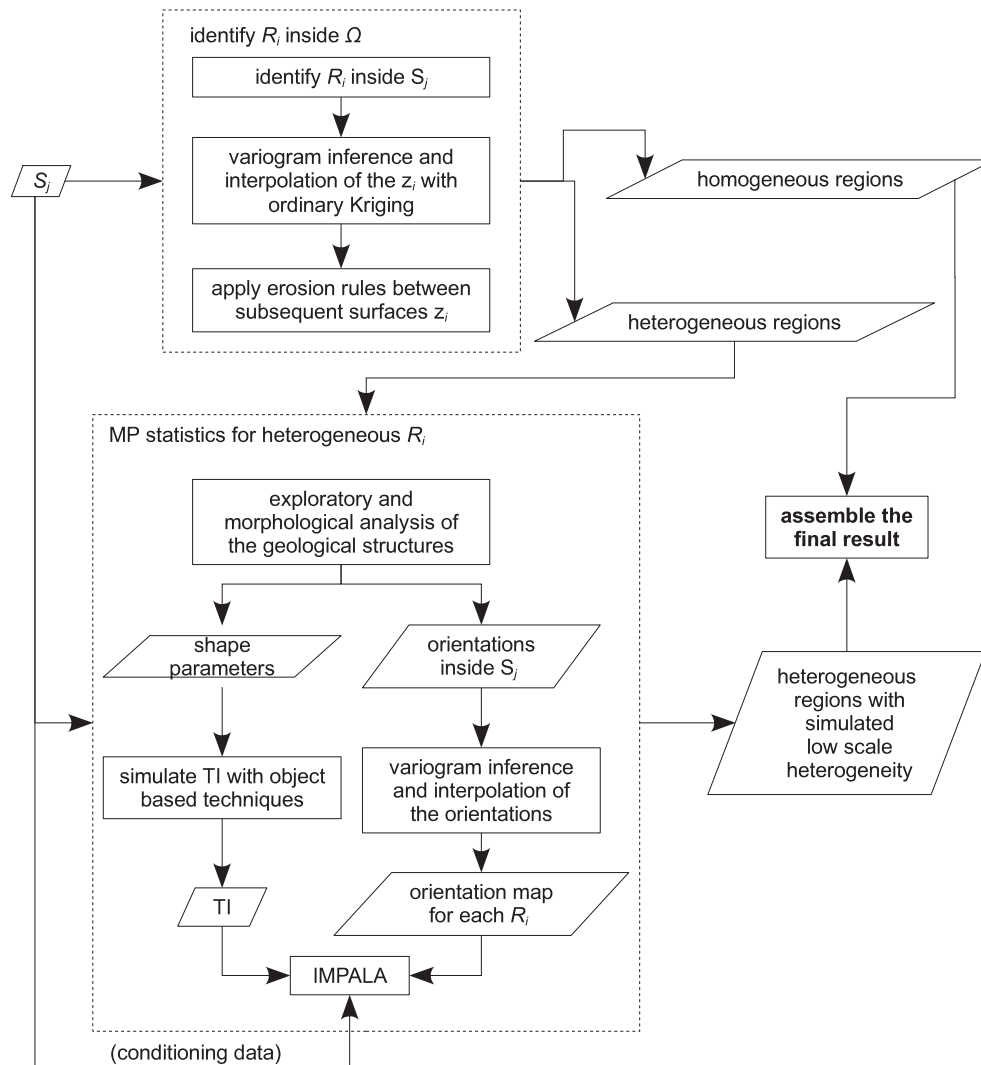 identify Rᵢ inside Ω
identify Rᵢ inside Sⱼ
variogram inference and
interpolation of the zᵢ with
ordinary Kriging
apply erosion rules between
subsequent surfaces zᵢ
Sⱼ
homogeneous regions
heterogeneous regions
MP statistics for heterogeneous Rᵢ
exploratory and
morphological analysis of
the geological structures
shape
parameters
orientations
inside Sⱼ
simulate TI with object
based techniques
variogram inference
and interpolation of
the orientations
TI
orientation map
for each Rᵢ
IMPALA
(conditioning data)
assemble the
final result
heterogeneous
regions with
simulated
low scale
heterogeneity